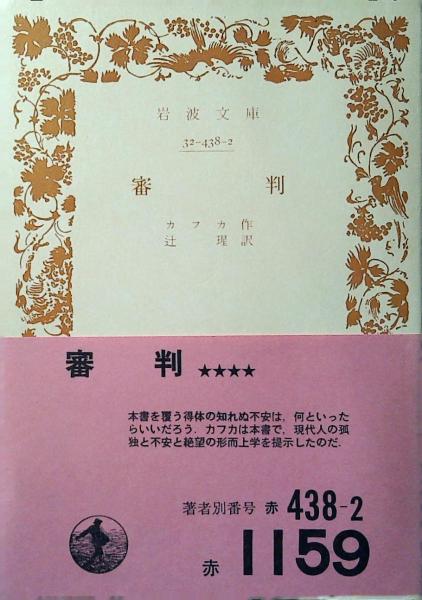 岩波文庫
32-438-2
審判
カフカ作
辻瑆訳
審判 ★★★★
本書を覆う得体の知れぬ不安は，何といった
らいいだろう．カフカは本書で，現代人の孤
独と不安と絶望の形而上学を提示したのだ．
著者別番号 赤 438-2
赤 1159